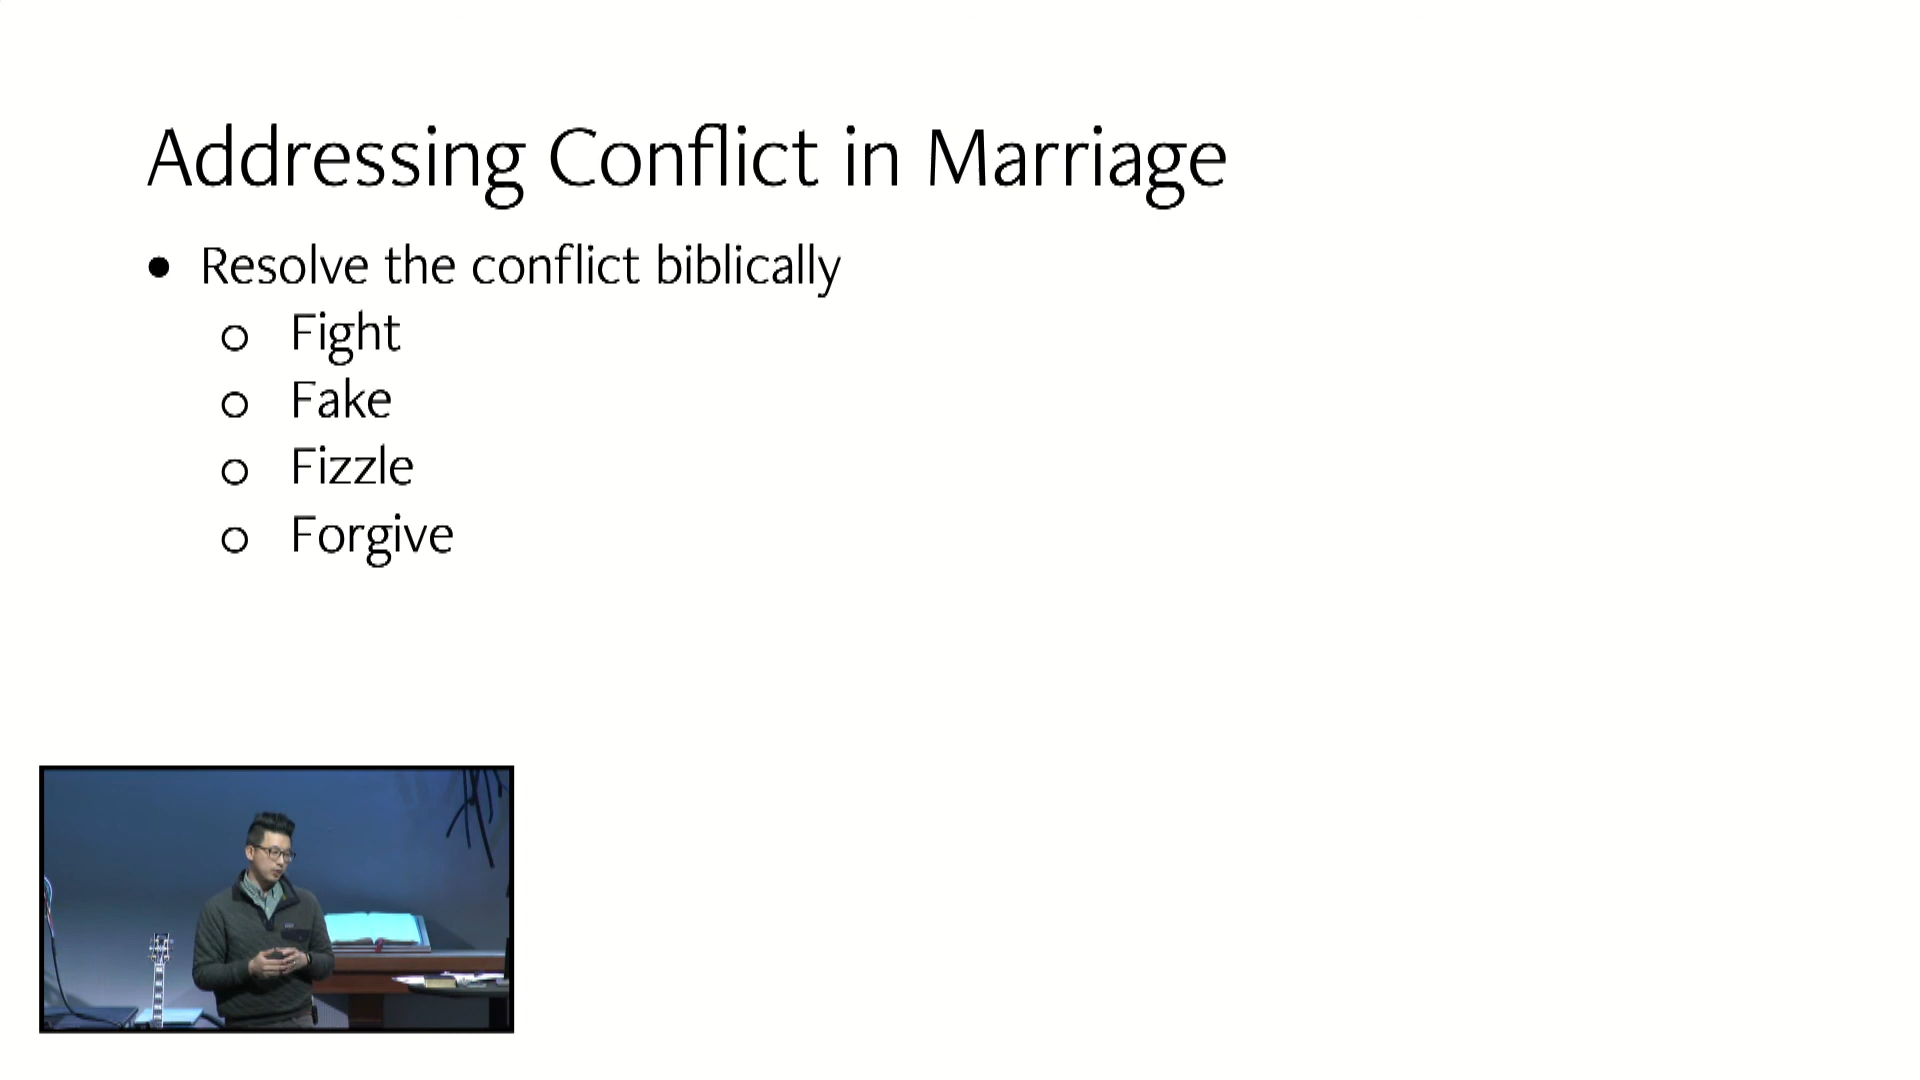 Addressing Conflict in Marriage
● Resolve the conflict biblically
○ Fight
○ Fake
○ Fizzle
○ Forgive